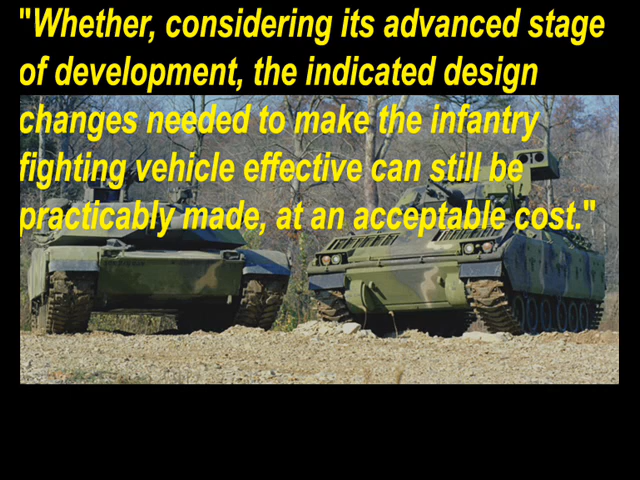 "Whether, considering its advanced stage
of development, the indicated design
changes needed to make the infantry
fighting vehicle effective can still be
practicably made, at an acceptable cost."